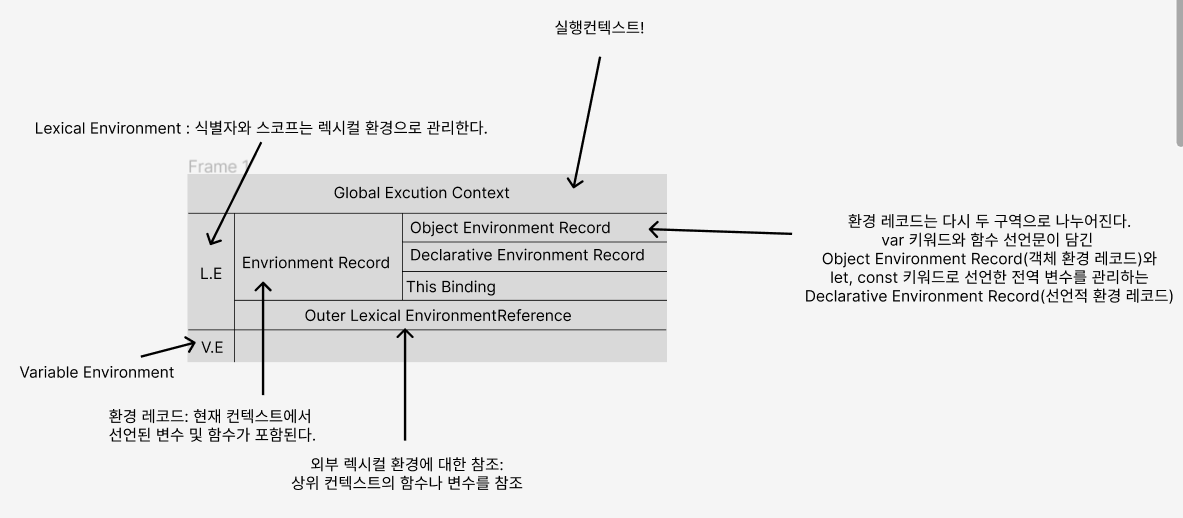 실행컨텍스트!
Lexical Environment : 식별자와 스코프는 렉시컬 환경으로 관리한다.
Frame 1
Global Excution Context
L.E
Envrionment Record
Object Environment Record
Declarative Environment Record
This Binding
Outer Lexical EnvironmentReference
V.E
환경 레코드는 다시 두 구역으로 나누어진다.
var 키워드와 함수 선언문이 담긴
Object Environment Record(객체 환경 레코드)와
let, const 키워드로 선언한 전역 변수를 관리하는
Declarative Environment Record(선언적 환경 레코드)
Variable Environment
환경 레코드: 현재 컨텍스트에서
선언된 변수 및 함수가 포함된다.
외부 렉시컬 환경에 대한 참조:
상위 컨텍스트의 함수나 변수를 참조